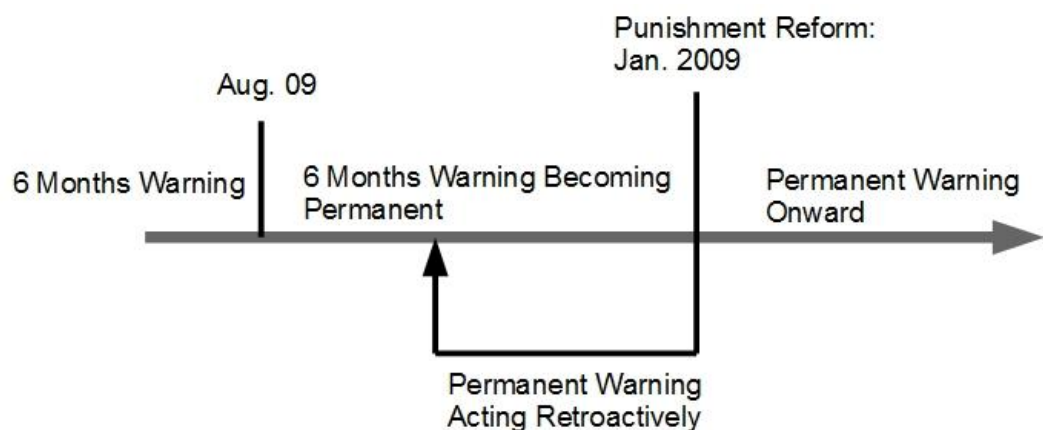 Punishment Reform:
Jan. 2009
Aug. 09
6 Months Warning
6 Months Warning Becoming
Permanent
Permanent Warning
Onward
Permanent Warning
Acting Retroactively